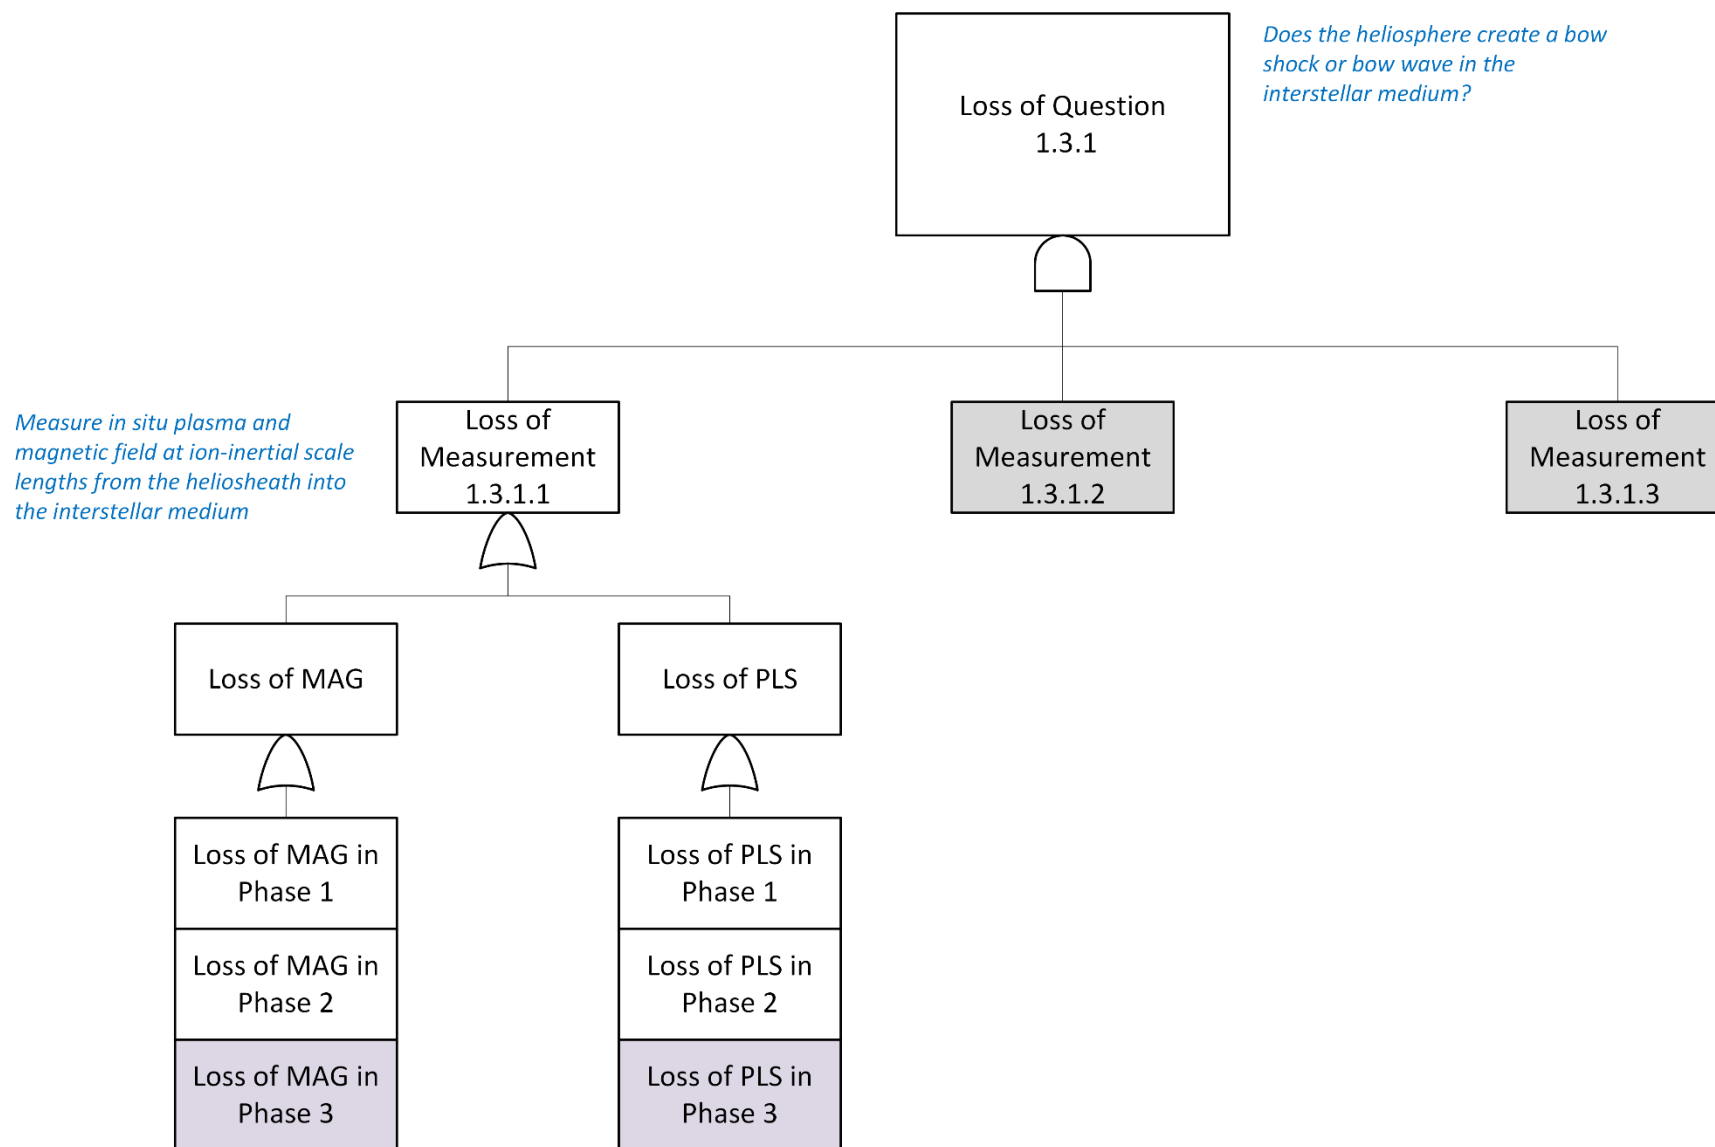 Does the heliosphere create a bow
shock or bow wave in the
interstellar medium?
Loss of Question
1.3.1
Measure in situ plasma and
magnetic field at ion-inertial scale
lengths from the heliosheath into
the interstellar medium
Loss of
Measurement
1.3.1.1
Loss of
Measurement
1.3.1.2
Loss of
Measurement
1.3.1.3
Loss of MAG
Loss of PLS
Loss of MAG in
Phase 1
Loss of MAG in
Phase 2
Loss of MAG in
Phase 3
Loss of PLS in
Phase 1
Loss of PLS in
Phase 2
Loss of PLS in
Phase 3